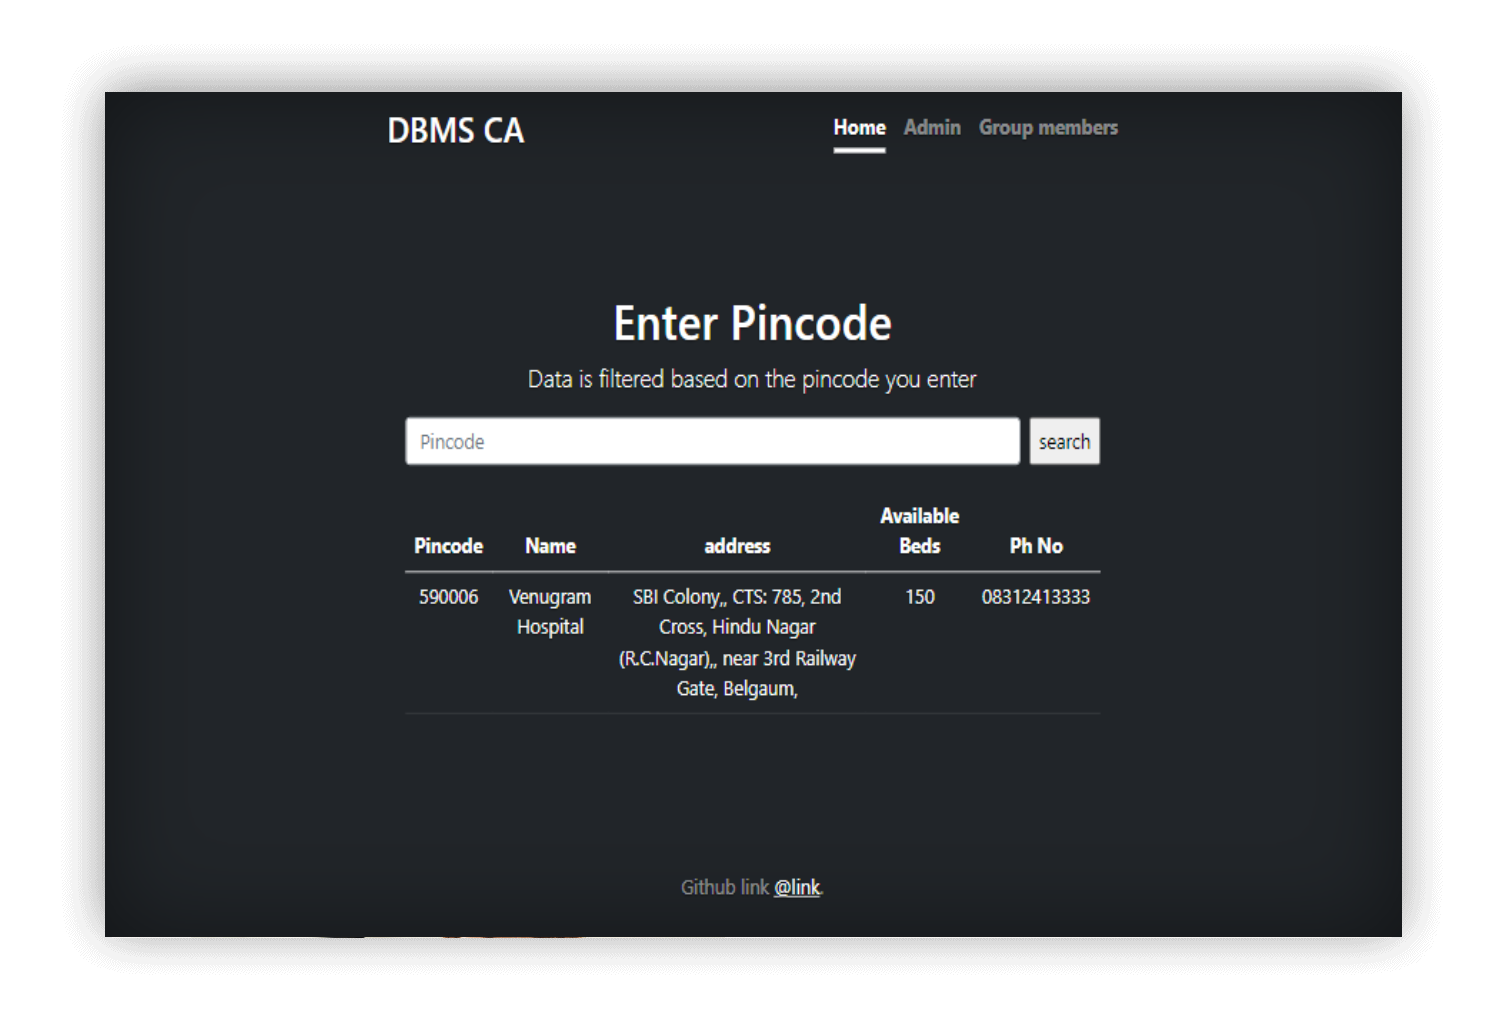 DBMS CA
Home Admin Group members
Enter Pincode
Data is filtered based on the pincode you enter
Pincode
search
Pincode Name address Available Beds Ph No
590006 Venugram Hospital SBI Colony,, CTS: 785, 2nd Cross, Hindu Nagar (R.C.Nagar),, near 3rd Railway Gate, Belgaum, 150 08312413333
Github link @link.